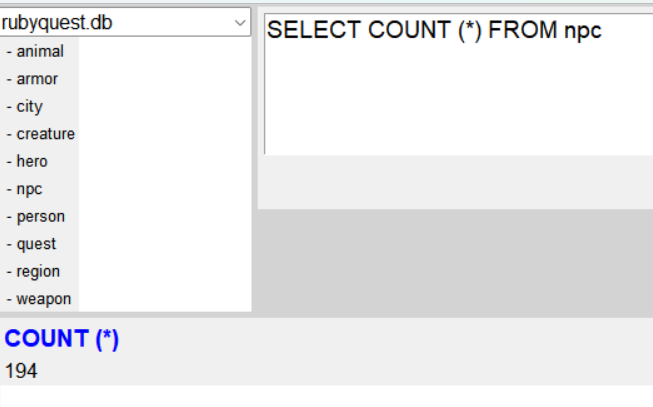 rubyquest.db
- animal
- armor
- city
- creature
- hero
- npc
- person
- quest
- region
- weapon
SELECT COUNT (*) FROM npc
COUNT (*)
194